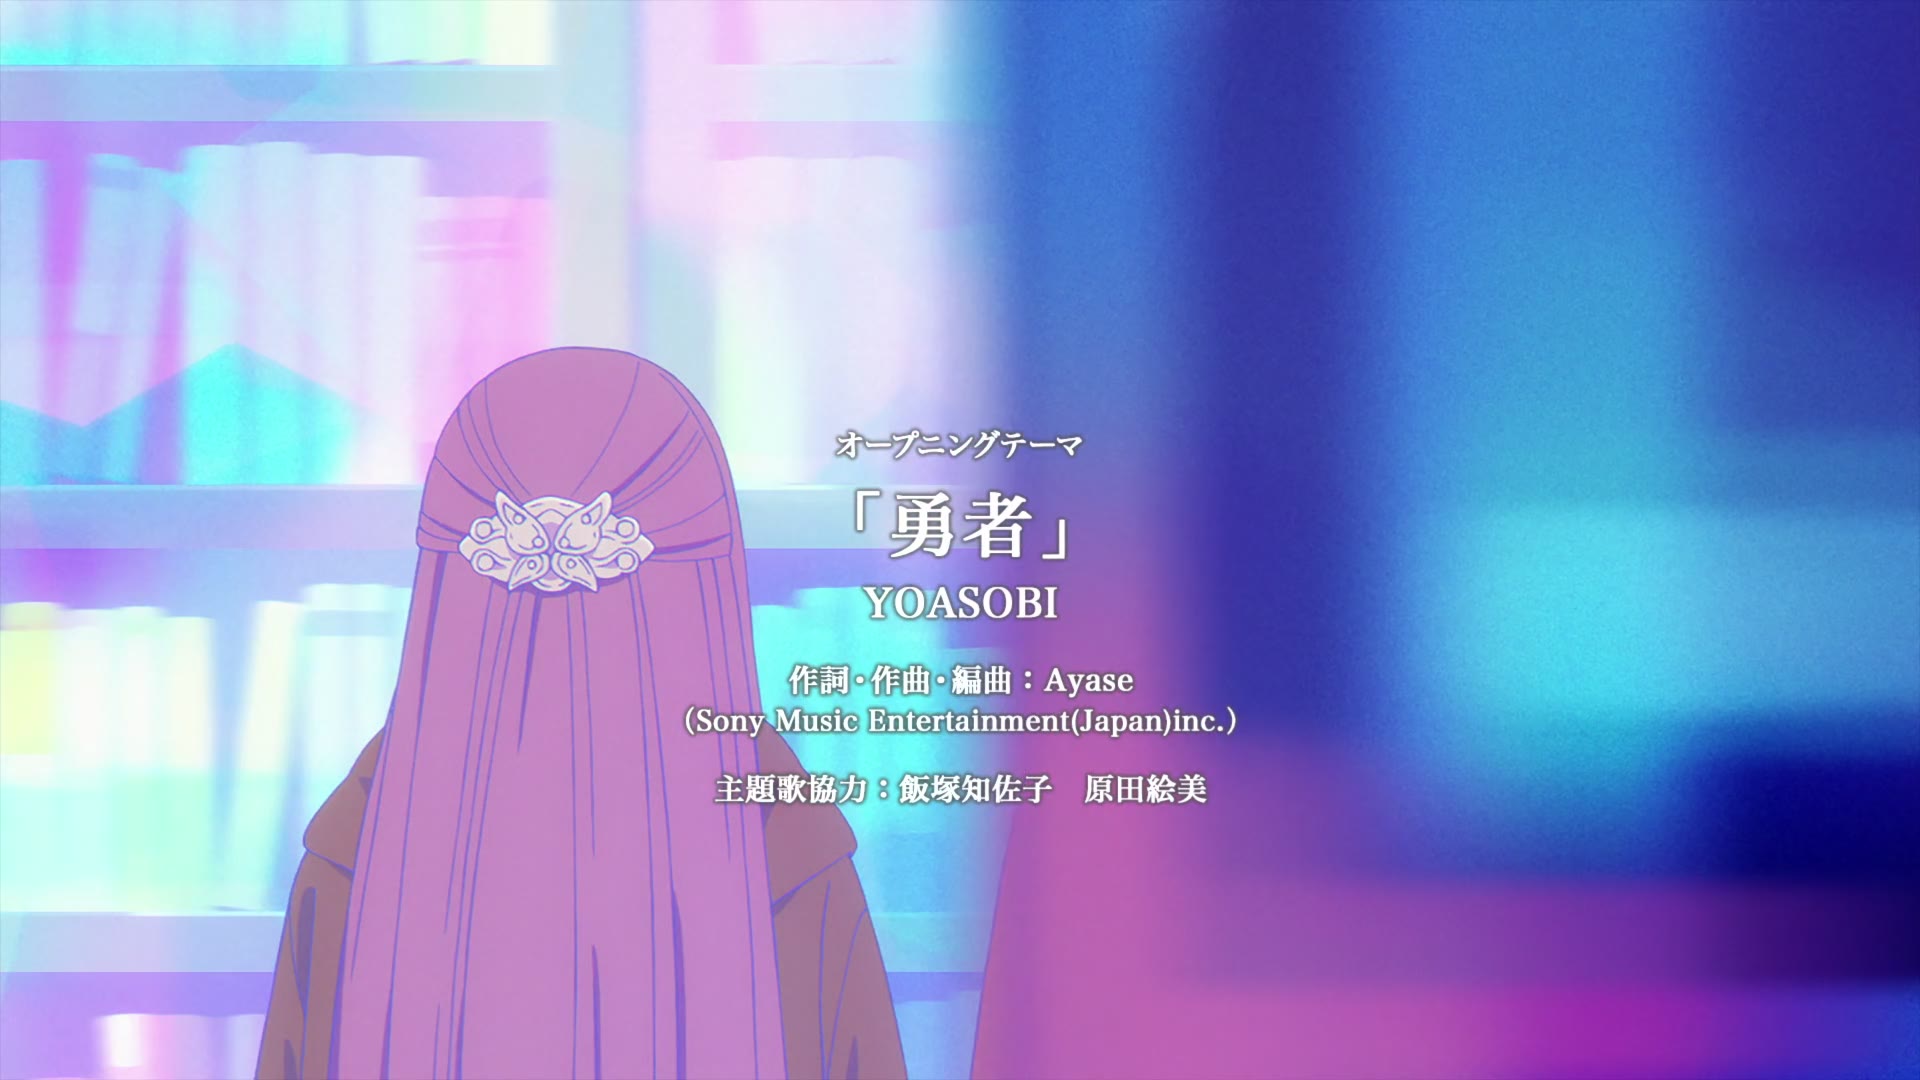 オープニングテーマ
「勇者」
YOASOBI
作詞・作曲・編曲：Ayase
(Sony Music Entertainment(Japan)inc.)
主題歌協力：飯塚知佐子　原田絵美